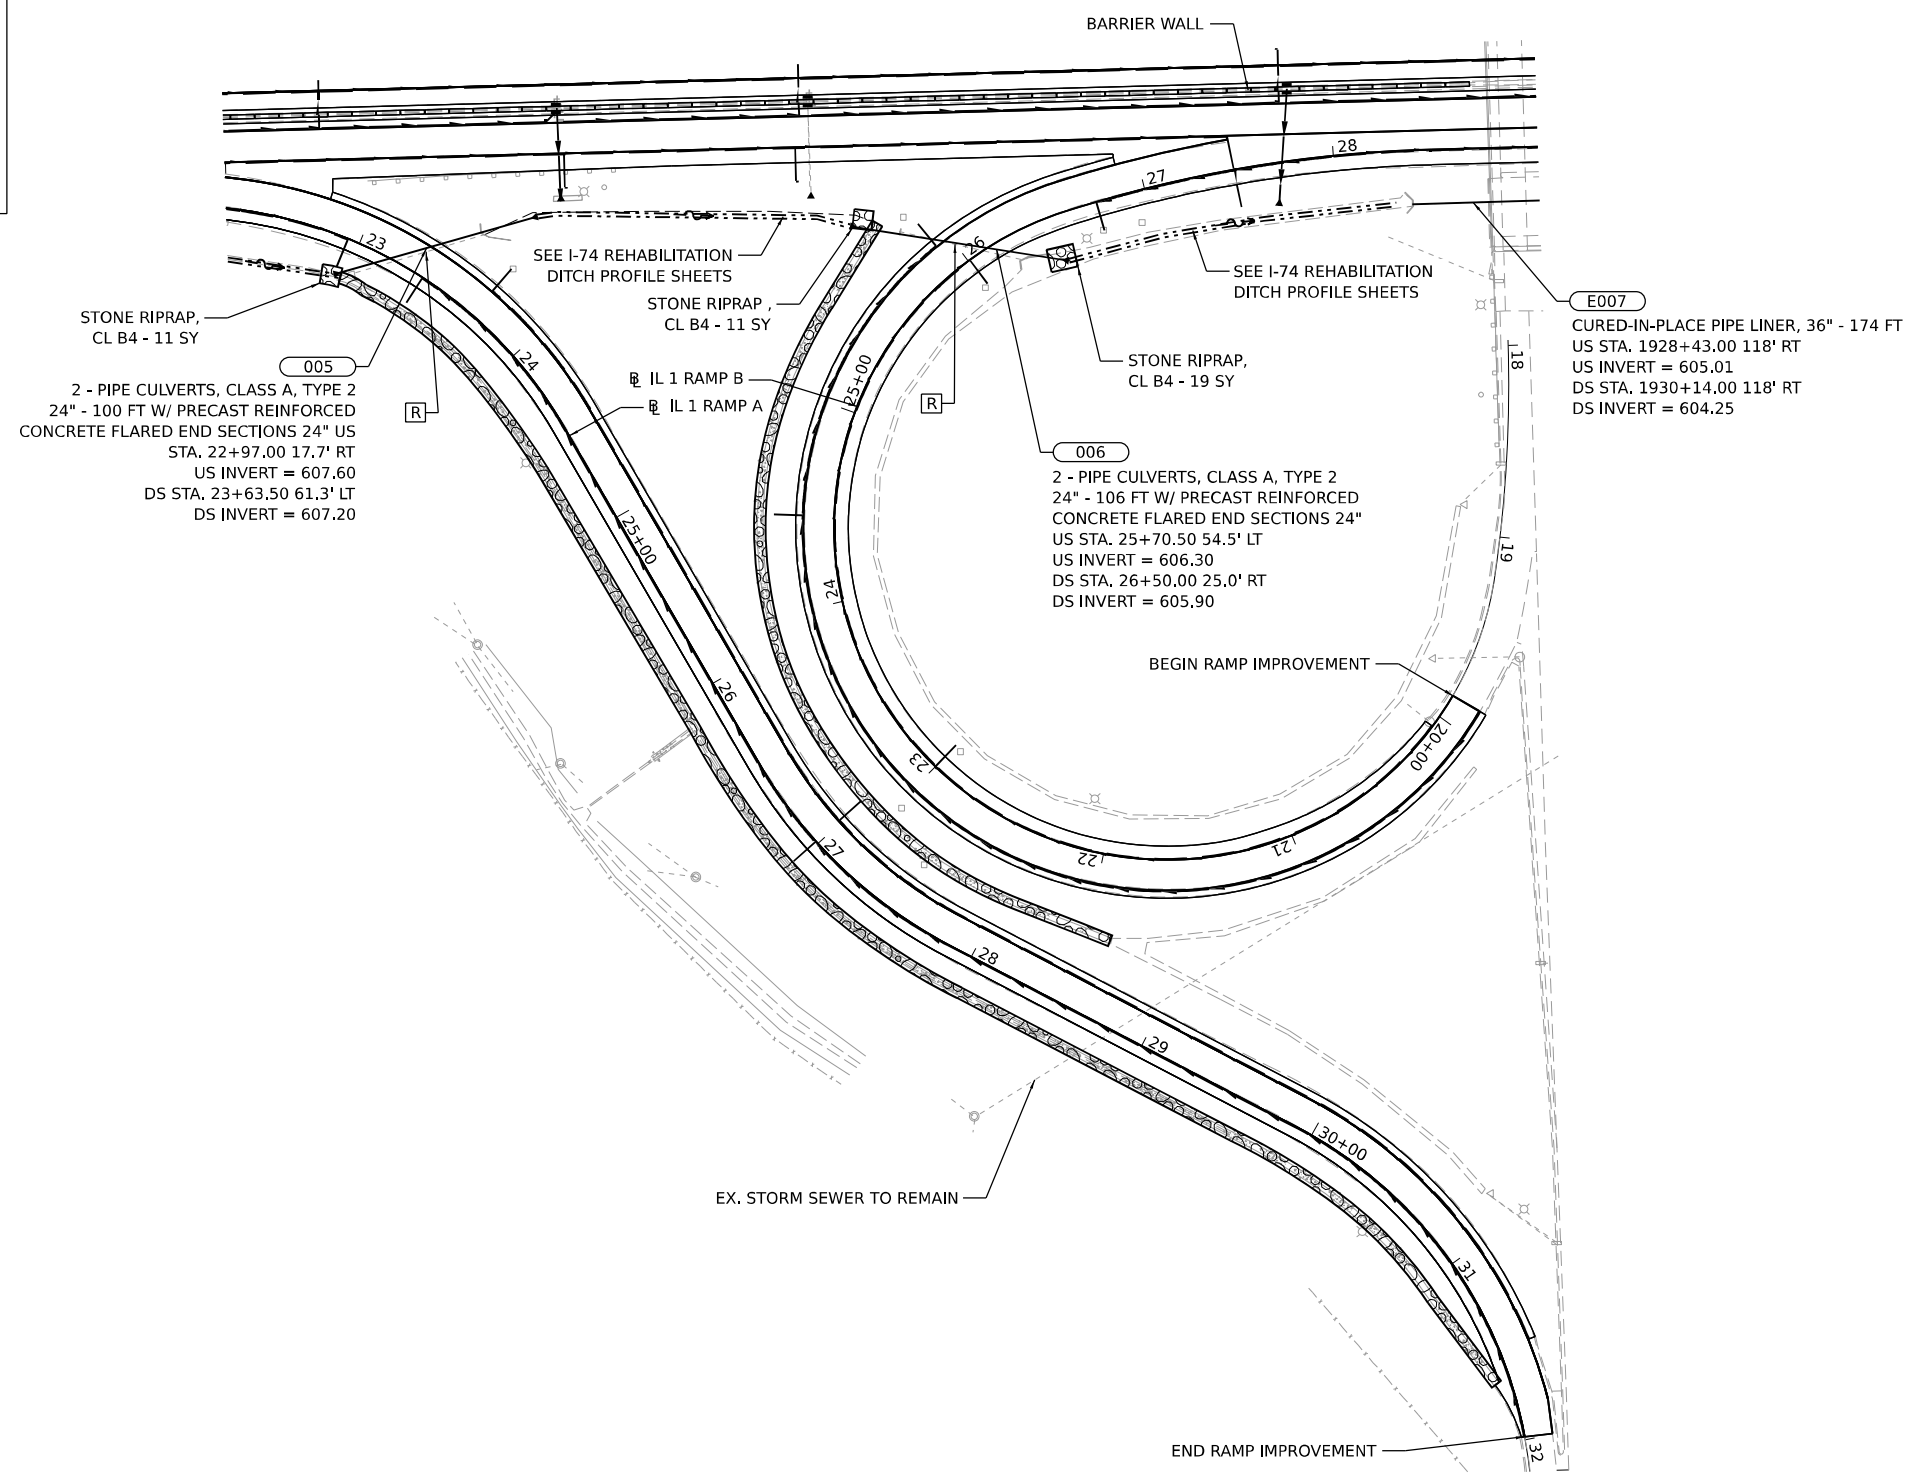 BARRIER WALL
28
27
23
26
SEE I-74 REHABILITATION
DITCH PROFILE SHEETS
SEE I-74 REHABILITATION
DITCH PROFILE SHEETS
STONE RIPRAP ,
CL B4 - 11 SY
STONE RIPRAP,
CL B4 - 11 SY
E007
CURED-IN-PLACE PIPE LINER, 36" - 174 FT
US STA. 1928+43.00 118' RT
US INVERT = 605.01
DS STA. 1930+14.00 118' RT
DS INVERT = 604.25
005
2 - PIPE CULVERTS, CLASS A, TYPE 2
24" - 100 FT W/ PRECAST REINFORCED
CONCRETE FLARED END SECTIONS 24" US
STA. 22+97.00 17.7' RT
US INVERT = 607.60
DS STA. 23+63.50 61.3' LT
DS INVERT = 607.20
R
24
B IL 1 RAMP B
B IL 1 RAMP A
25+00
R
STONE RIPRAP,
CL B4 - 19 SY
18
006
2 - PIPE CULVERTS, CLASS A, TYPE 2
24" - 106 FT W/ PRECAST REINFORCED
CONCRETE FLARED END SECTIONS 24"
US STA. 25+70.50 54.5' LT
US INVERT = 606.30
DS STA. 26+50.00 25.0' RT
DS INVERT = 605.90
25+00
19
24
BEGIN RAMP IMPROVEMENT
26
20+00
23
27
22
21
28
29
30+00
EX. STORM SEWER TO REMAIN
31
END RAMP IMPROVEMENT
32